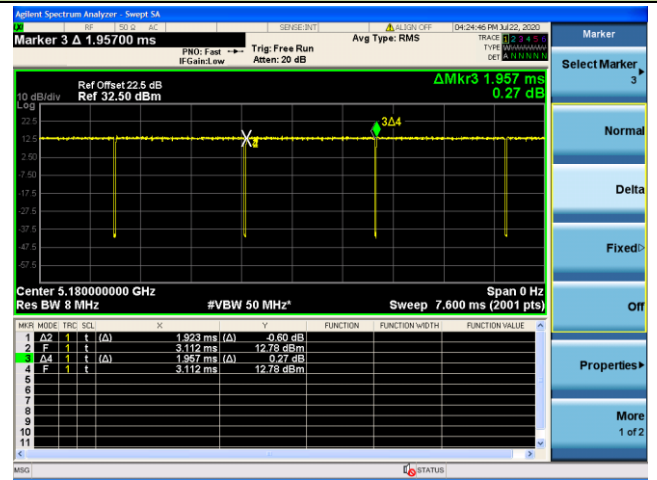 Agilent Spectrum Analyzer - Swept SA
RF 50 Ω AC SENSE:INT ALIGN OFF 04:24:46 PM Jul 22, 2020
Marker 3 Δ 1.95700 ms
PNO: Fast
IFGain:Low
Trig: Free Run
Atten: 20 dB
Avg Type: RMS
TRACE 1 2 3 4 5 6
TYPE
DET A N N N N N
ΔMkr3 1.957 ms
0.27 dB
Ref Offset 22.5 dB
Ref 32.50 dBm
10 dB/div
Log
22.5
12.5
2.50
-7.50
-17.5
-27.5
-37.5
-47.5
-57.5
3Δ4
Center 5.180000000 GHz Span 0 Hz
Res BW 8 MHz #VBW 50 MHz* Sweep 7.600 ms (2001 pts)
MKR MODE TRC SCL X Y FUNCTION FUNCTION WIDTH FUNCTION VALUE
1 Δ2 1 t (Δ) 1.923 ms (Δ) -0.60 dB
2 F 1 t 3.112 ms 12.78 dBm
3 Δ4 1 t (Δ) 1.957 ms (Δ) 0.27 dB
4 F 1 t 3.112 ms 12.78 dBm
5
6
7
8
9
10
11
MSG STATUS
Marker
Select Marker
3
Normal
Delta
Fixed
Off
Properties
More
1 of 2